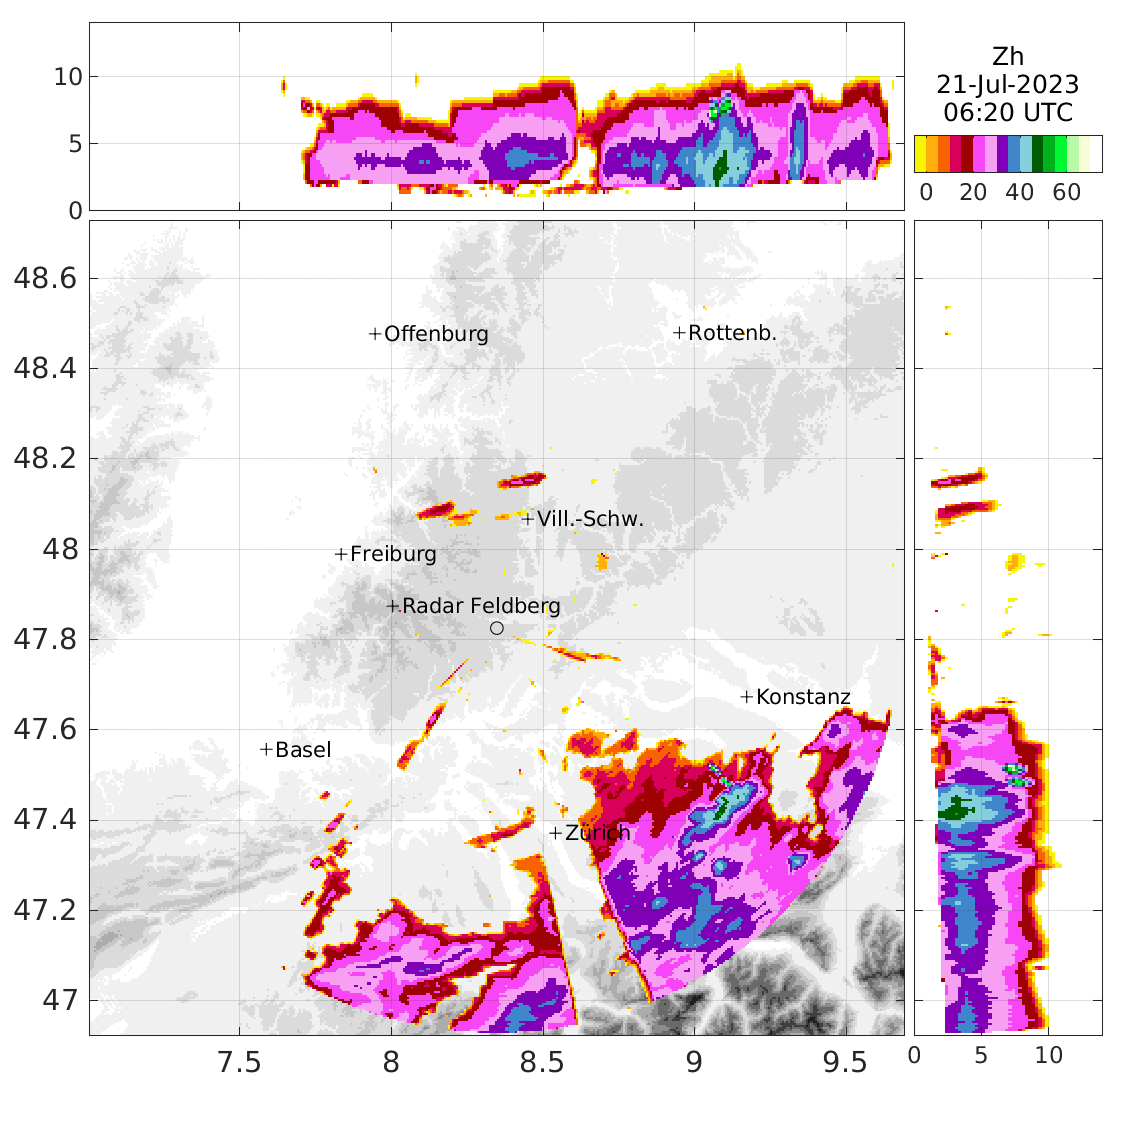 Zh
21-Jul-2023
06:20 UTC
0 20 40 60
10
5
0
48.6
48.4
48.2
48
47.8
47.6
47.4
47.2
47
+Offenburg
+Rottenb.
+Vill.-Schw.
+Freiburg
+Radar Feldberg
+Konstanz
+Basel
+Zürich
7.5 8 8.5 9 9.5
0 5 10